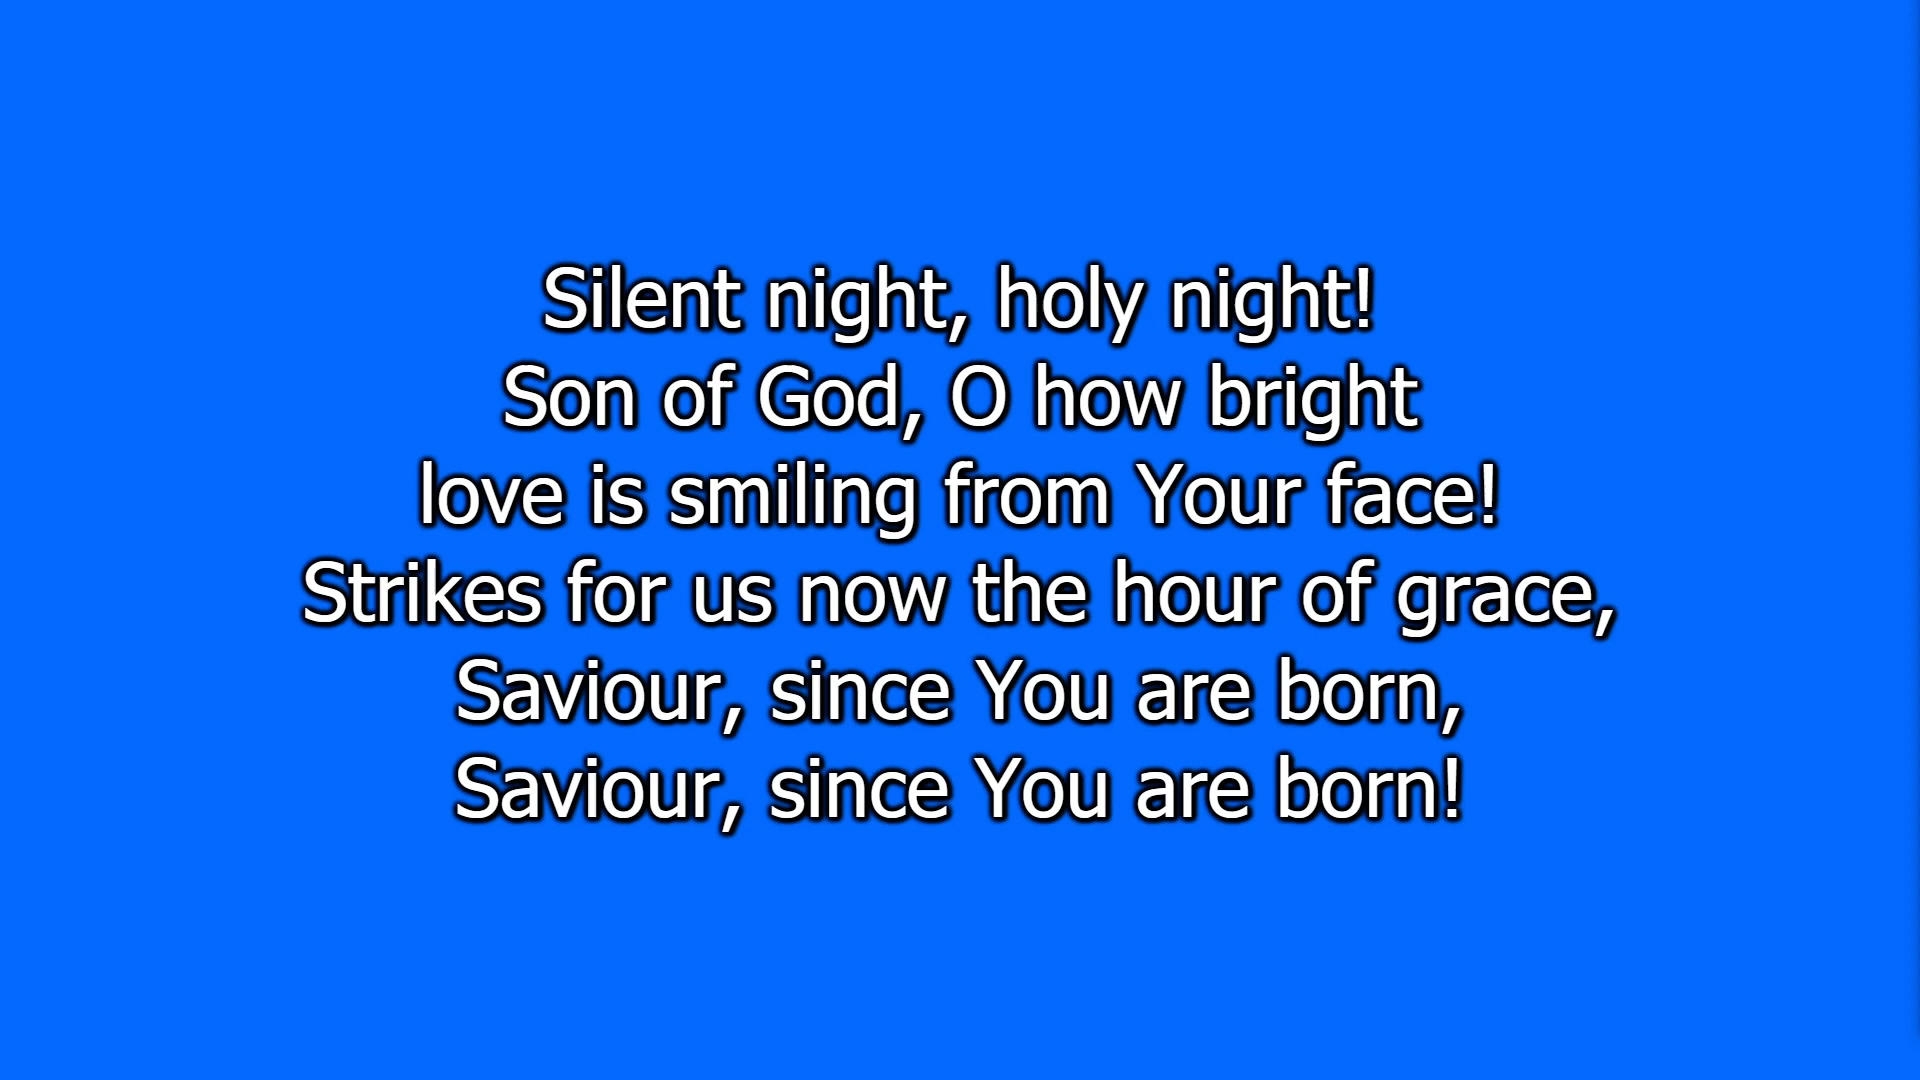 Silent night, holy night!
Son of God, O how bright
love is smiling from Your face!
Strikes for us now the hour of grace,
Saviour, since You are born,
Saviour, since You are born!